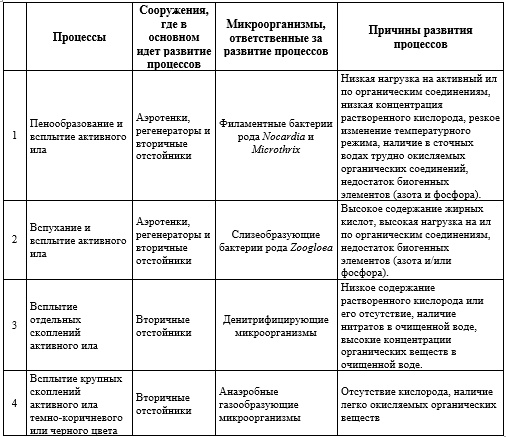 Процессы
Сооружения,
где в
основном
идет развитие
процессов
Микроорганизмы,
ответственные за
развитие процессов
Причины развития
процессов
1
Пенообразование и
всплытие активного
ила
Аэротенки,
регенераторы и
вторичные
отстойники
Филаментные бактерии
рода Nocardia и
Microthrix
Низкая нагрузка на активный ил
по органическим соединениям,
низкая концентрация
растворенного кислорода, резкое
изменение температурного
режима, наличие в сточных
водах трудно окисляемых
органических соединений,
недостаток биогенных
элементов (азота и фосфора).
2
Вспухание и
всплытие активного
ила
Аэротенки,
регенераторы и
вторичные
отстойники
Слизеобразующие
бактерии рода Zoogloea
Высокое содержание жирных
кислот, высокая нагрузка на ил
по органическим соединениям,
недостаток биогенных
элементов (азота и/или
фосфора).
3
Всплытие
отдельных
скоплений
активного ила
Вторичные
отстойники
Денитрифицирующие
микроорганизмы
Низкое содержание
растворенного кислорода или
его отсутствие, наличие
нитратов в очищенной воде,
высокие концентрации
органических веществ в
очищенной воде.
4
Всплытие крупных
скоплений
активного ила
темно-коричневого
или черного цвета
Вторичные
отстойники
Анаэробные
газообразующие
микроорганизмы
Отсутствие кислорода, наличие
легко окисляемых органических
веществ